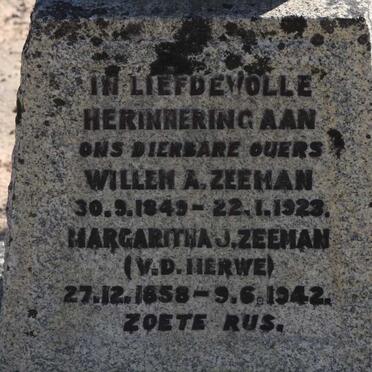 IN LIEFDEVOLLE
HERINNERING AAN
ONS DIERBARE OUERS
WILLEM A. ZEEMAN
30.9.1849 – 22.1.1923.
MARGARITHA J. ZEEMAN
(V.D. MERWE)
27.12.1858 – 9.6.1942.
ZOETE RUS.